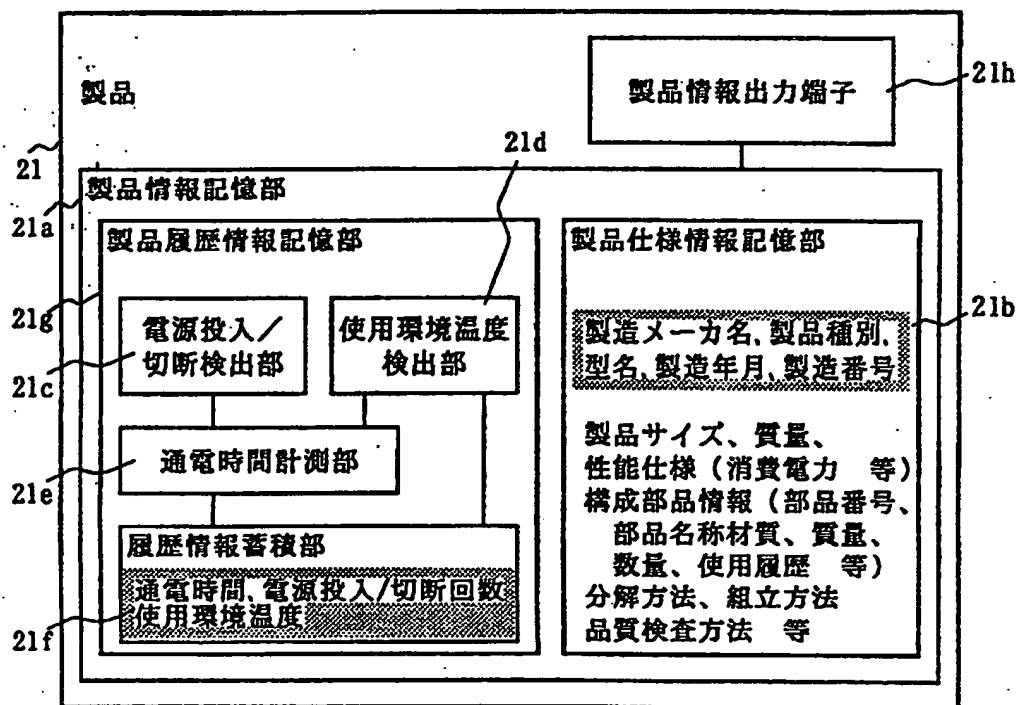 製品
製品情報出力端子
21h
21
21d
製品情報記憶部
21a
製品履歴情報記憶部
21g
電源投入/
切断検出部
21c
使用環境温度
検出部
通電時間計測部
21e
履歴情報蓄積部
通電時間、電源投入/切断回数
使用環境温度
21f
製品仕様情報記憶部
21b
製造メーカ名、製品種別、
型名、製造年月、製造番号
製品サイズ、質量、
性能仕様(消費電力 等)
構成部品情報(部品番号、
部品名称材質、質量、
数量、使用履歴 等)
分解方法、組立方法
品質検査方法 等